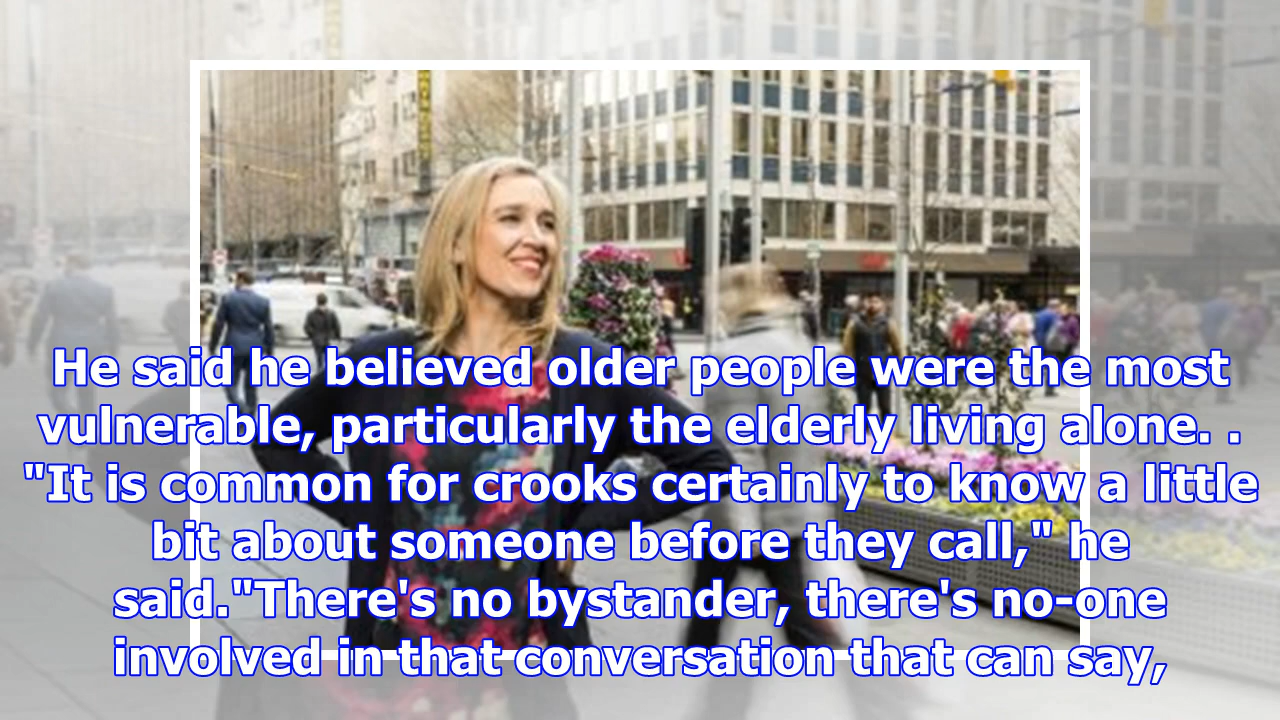 He said he believed older people were the most
vulnerable, particularly the elderly living alone. .
"It is common for crooks certainly to know a little
bit about someone before they call," he
said."There's no bystander, there's no-one
involved in that conversation that can say,